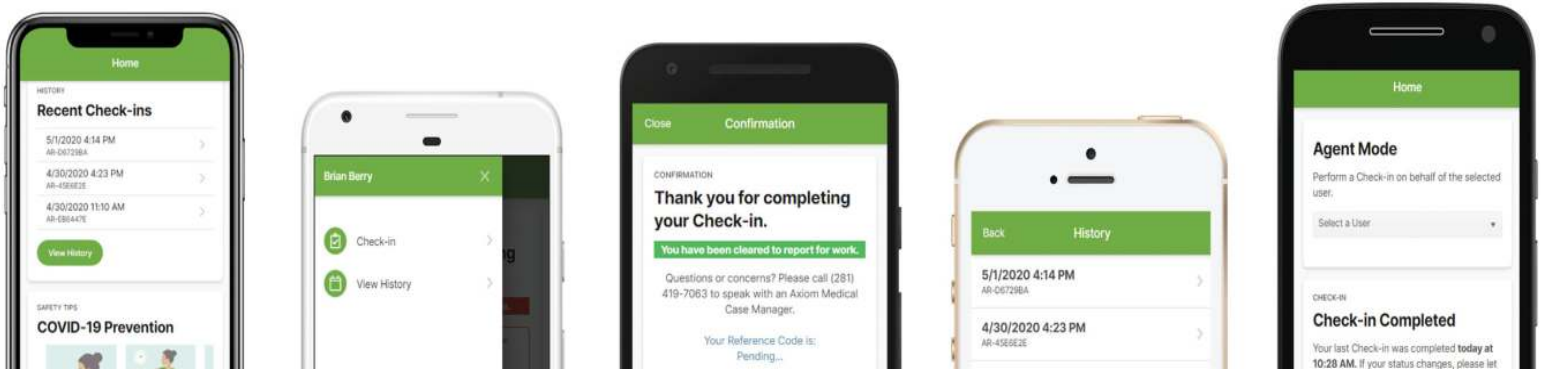 Home
HISTORY
Recent Check-ins
5/1/2020 4:14 PM
AR-D6729BA
4/30/2020 4:23 PM
AR-45E6E2E
4/30/2020 11:10 AM
AR-EB6447E
View History
SAFETY TIPS
COVID-19 Prevention
Brian Berry
Check-in
View History
Close
Confirmation
CONFIRMATION
Thank you for completing
your Check-in.
You have been cleared to report for work.
Questions or concerns? Please call (281)
419-7063 to speak with an Axiom Medical
Case Manager.
Your Reference Code is:
Pending...
Back
History
5/1/2020 4:14 PM
AR-D6729BA
4/30/2020 4:23 PM
AR-45E6E2E
Home
Agent Mode
Perform a Check-in on behalf of the selected
user.
Select a User
CHECK-IN
Check-in Completed
Your last Check-in was completed today at
10:28 AM. If your status changes, please let